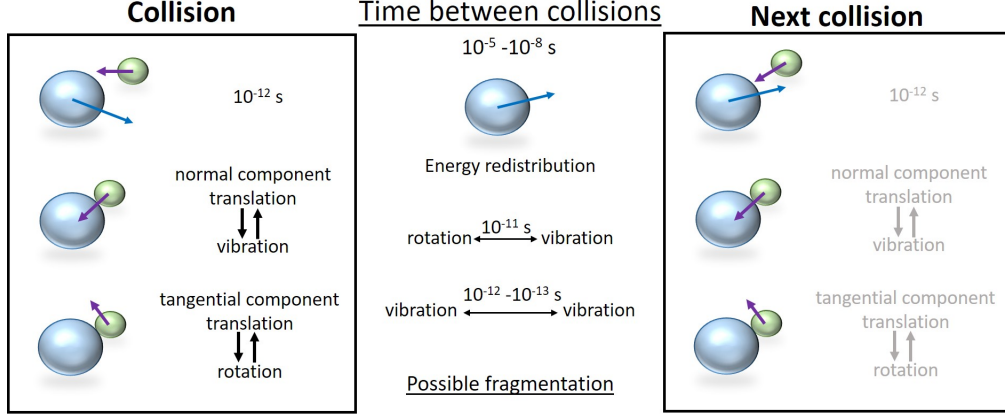 Collision
10⁻¹² s
normal component
translation
vibration
tangential component
translation
rotation
Time between collisions
10⁻⁵ -10⁻⁸ s
Energy redistribution
rotation 10⁻¹¹ s vibration
vibration 10⁻¹² -10⁻¹³ s vibration
Possible fragmentation
Next collision
10⁻¹² s
normal component
translation
vibration
tangential component
translation
rotation